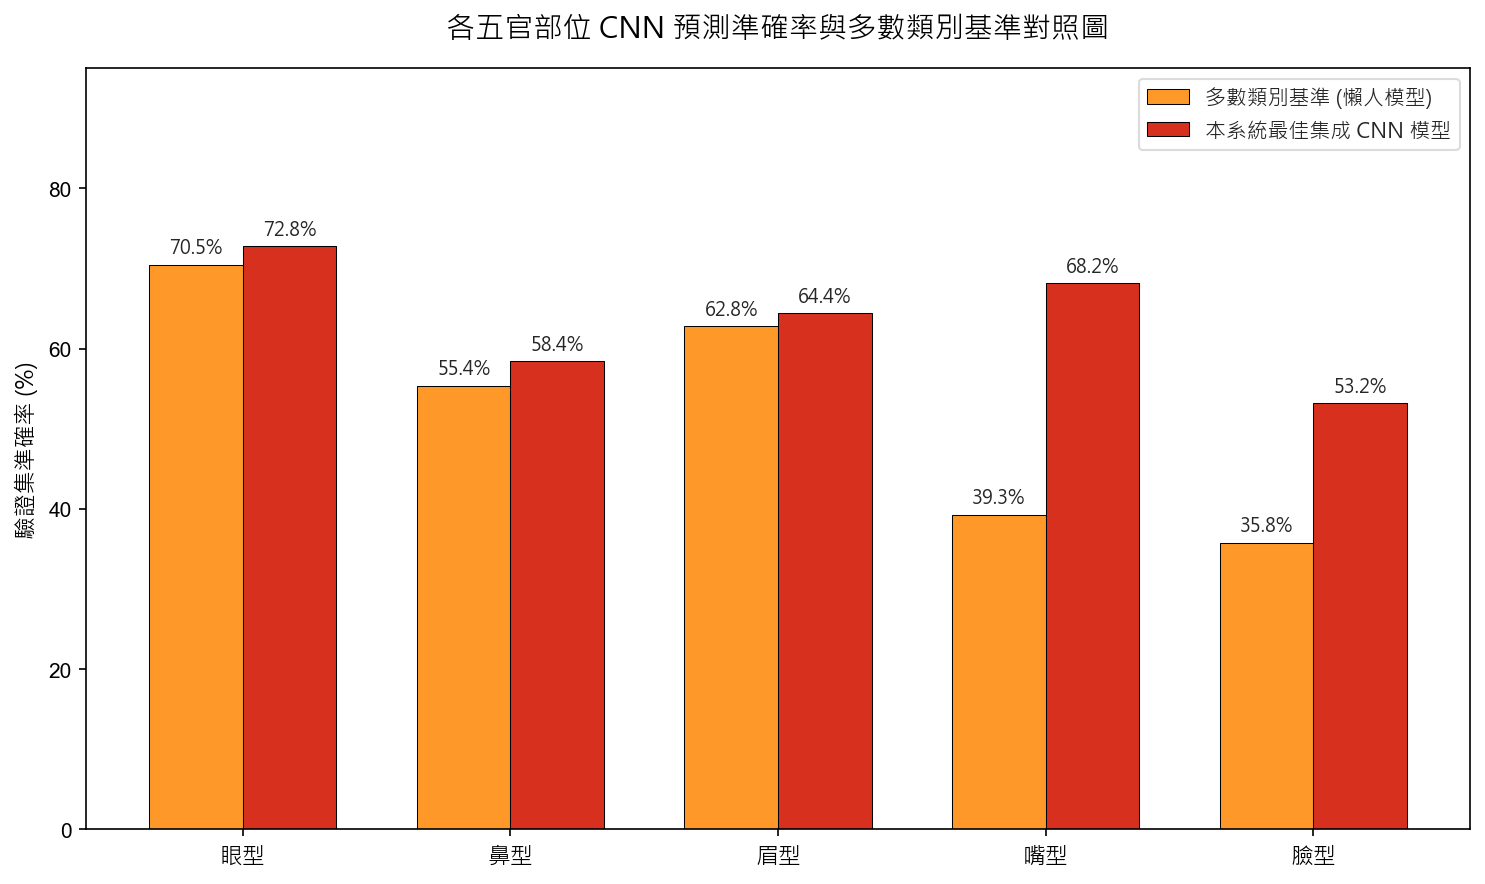 各五官部位 CNN 預測準確率與多數類別基準對照圖
多數類別基準 (懶人模型)
本系統最佳集成 CNN 模型
驗證集準確率 (%)
80
60
40
20
0
70.5%
72.8%
55.4%
58.4%
62.8%
64.4%
39.3%
68.2%
35.8%
53.2%
眼型
鼻型
眉型
嘴型
臉型